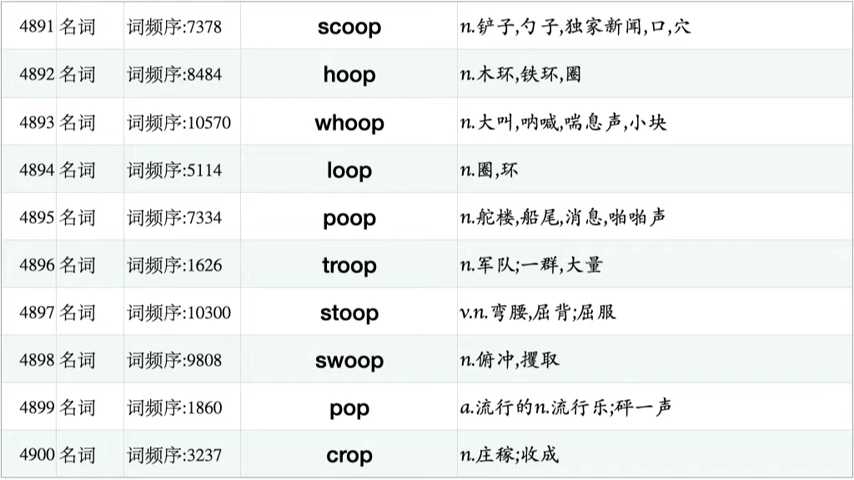 4891 名词 词频序:7378 scoop n.铲子,勺子,独家新闻,口,穴
4892 名词 词频序:8484 hoop n.木环,铁环,圈
4893 名词 词频序:10570 whoop n.大叫,呐喊,喘息声,小块
4894 名词 词频序:5114 loop n.圈,环
4895 名词 词频序:7334 poop n.舵楼,船尾,消息,啪啪声
4896 名词 词频序:1626 troop n.军队;一群,大量
4897 名词 词频序:10300 stoop v.n.弯腰,屈背;屈服
4898 名词 词频序:9808 swoop n.俯冲,攫取
4899 名词 词频序:1860 pop a.流行的n.流行乐;砰一声
4900 名词 词频序:3237 crop n.庄稼;收成